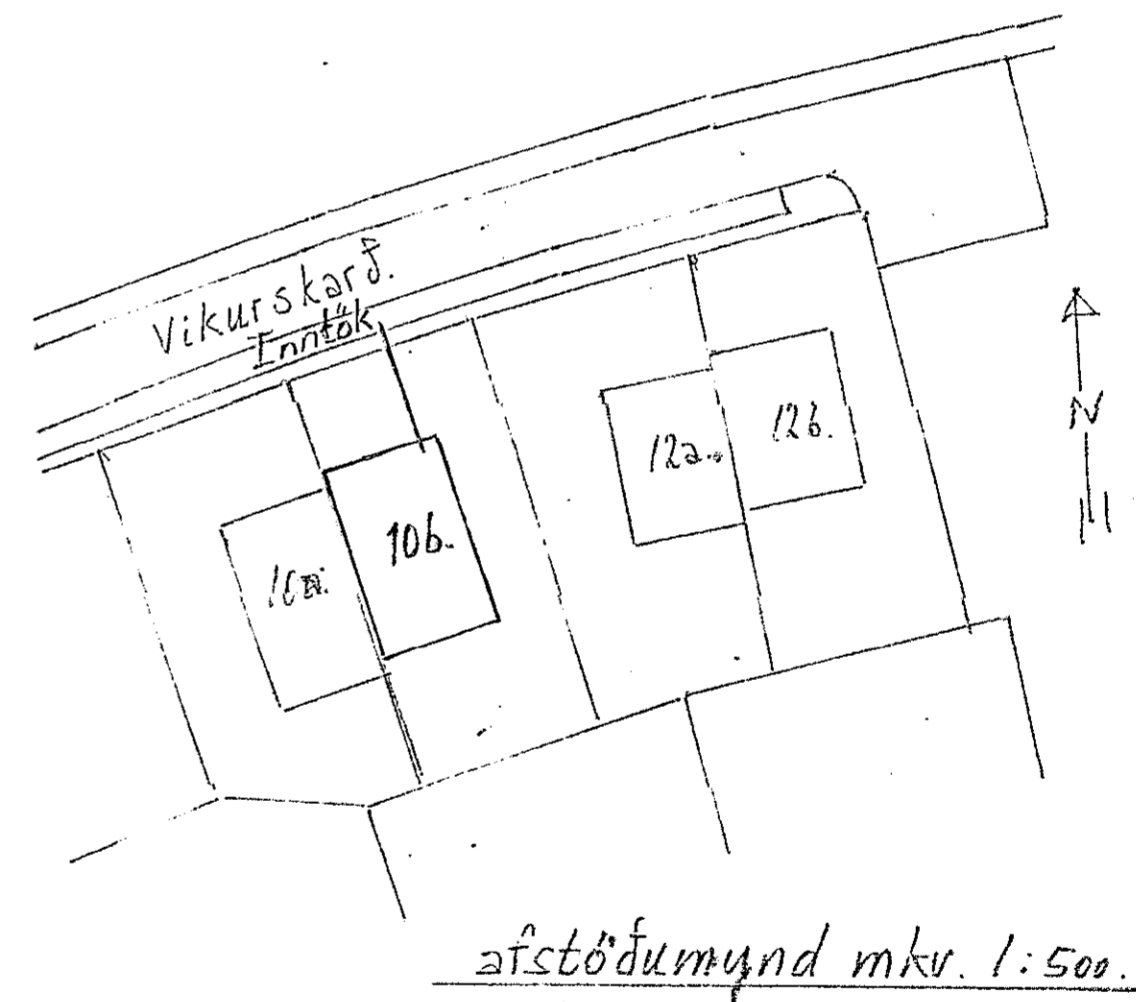 Vikurskarð.
Inntök
12b.
12a.
10b.
10a.
N
afstöðumynd mkv. 1:500.